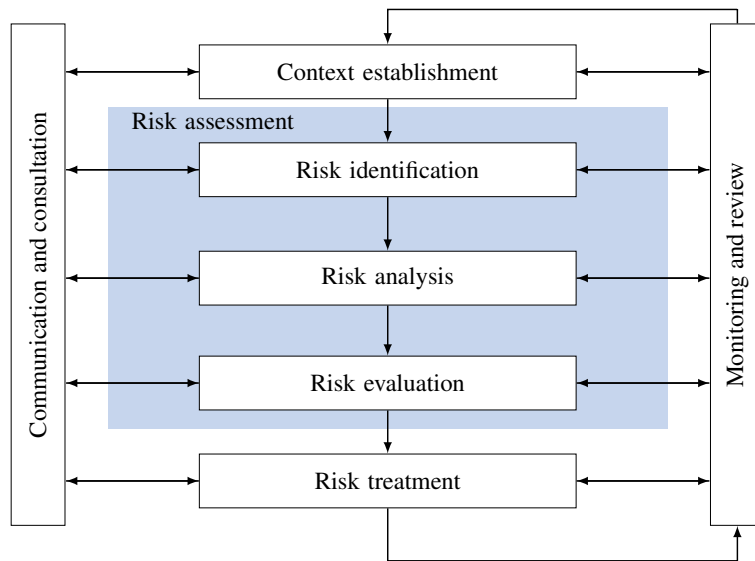 Context establishment
Risk assessment
Risk identification
Risk analysis
Risk evaluation
Risk treatment
Communication and consultation
Monitoring and review